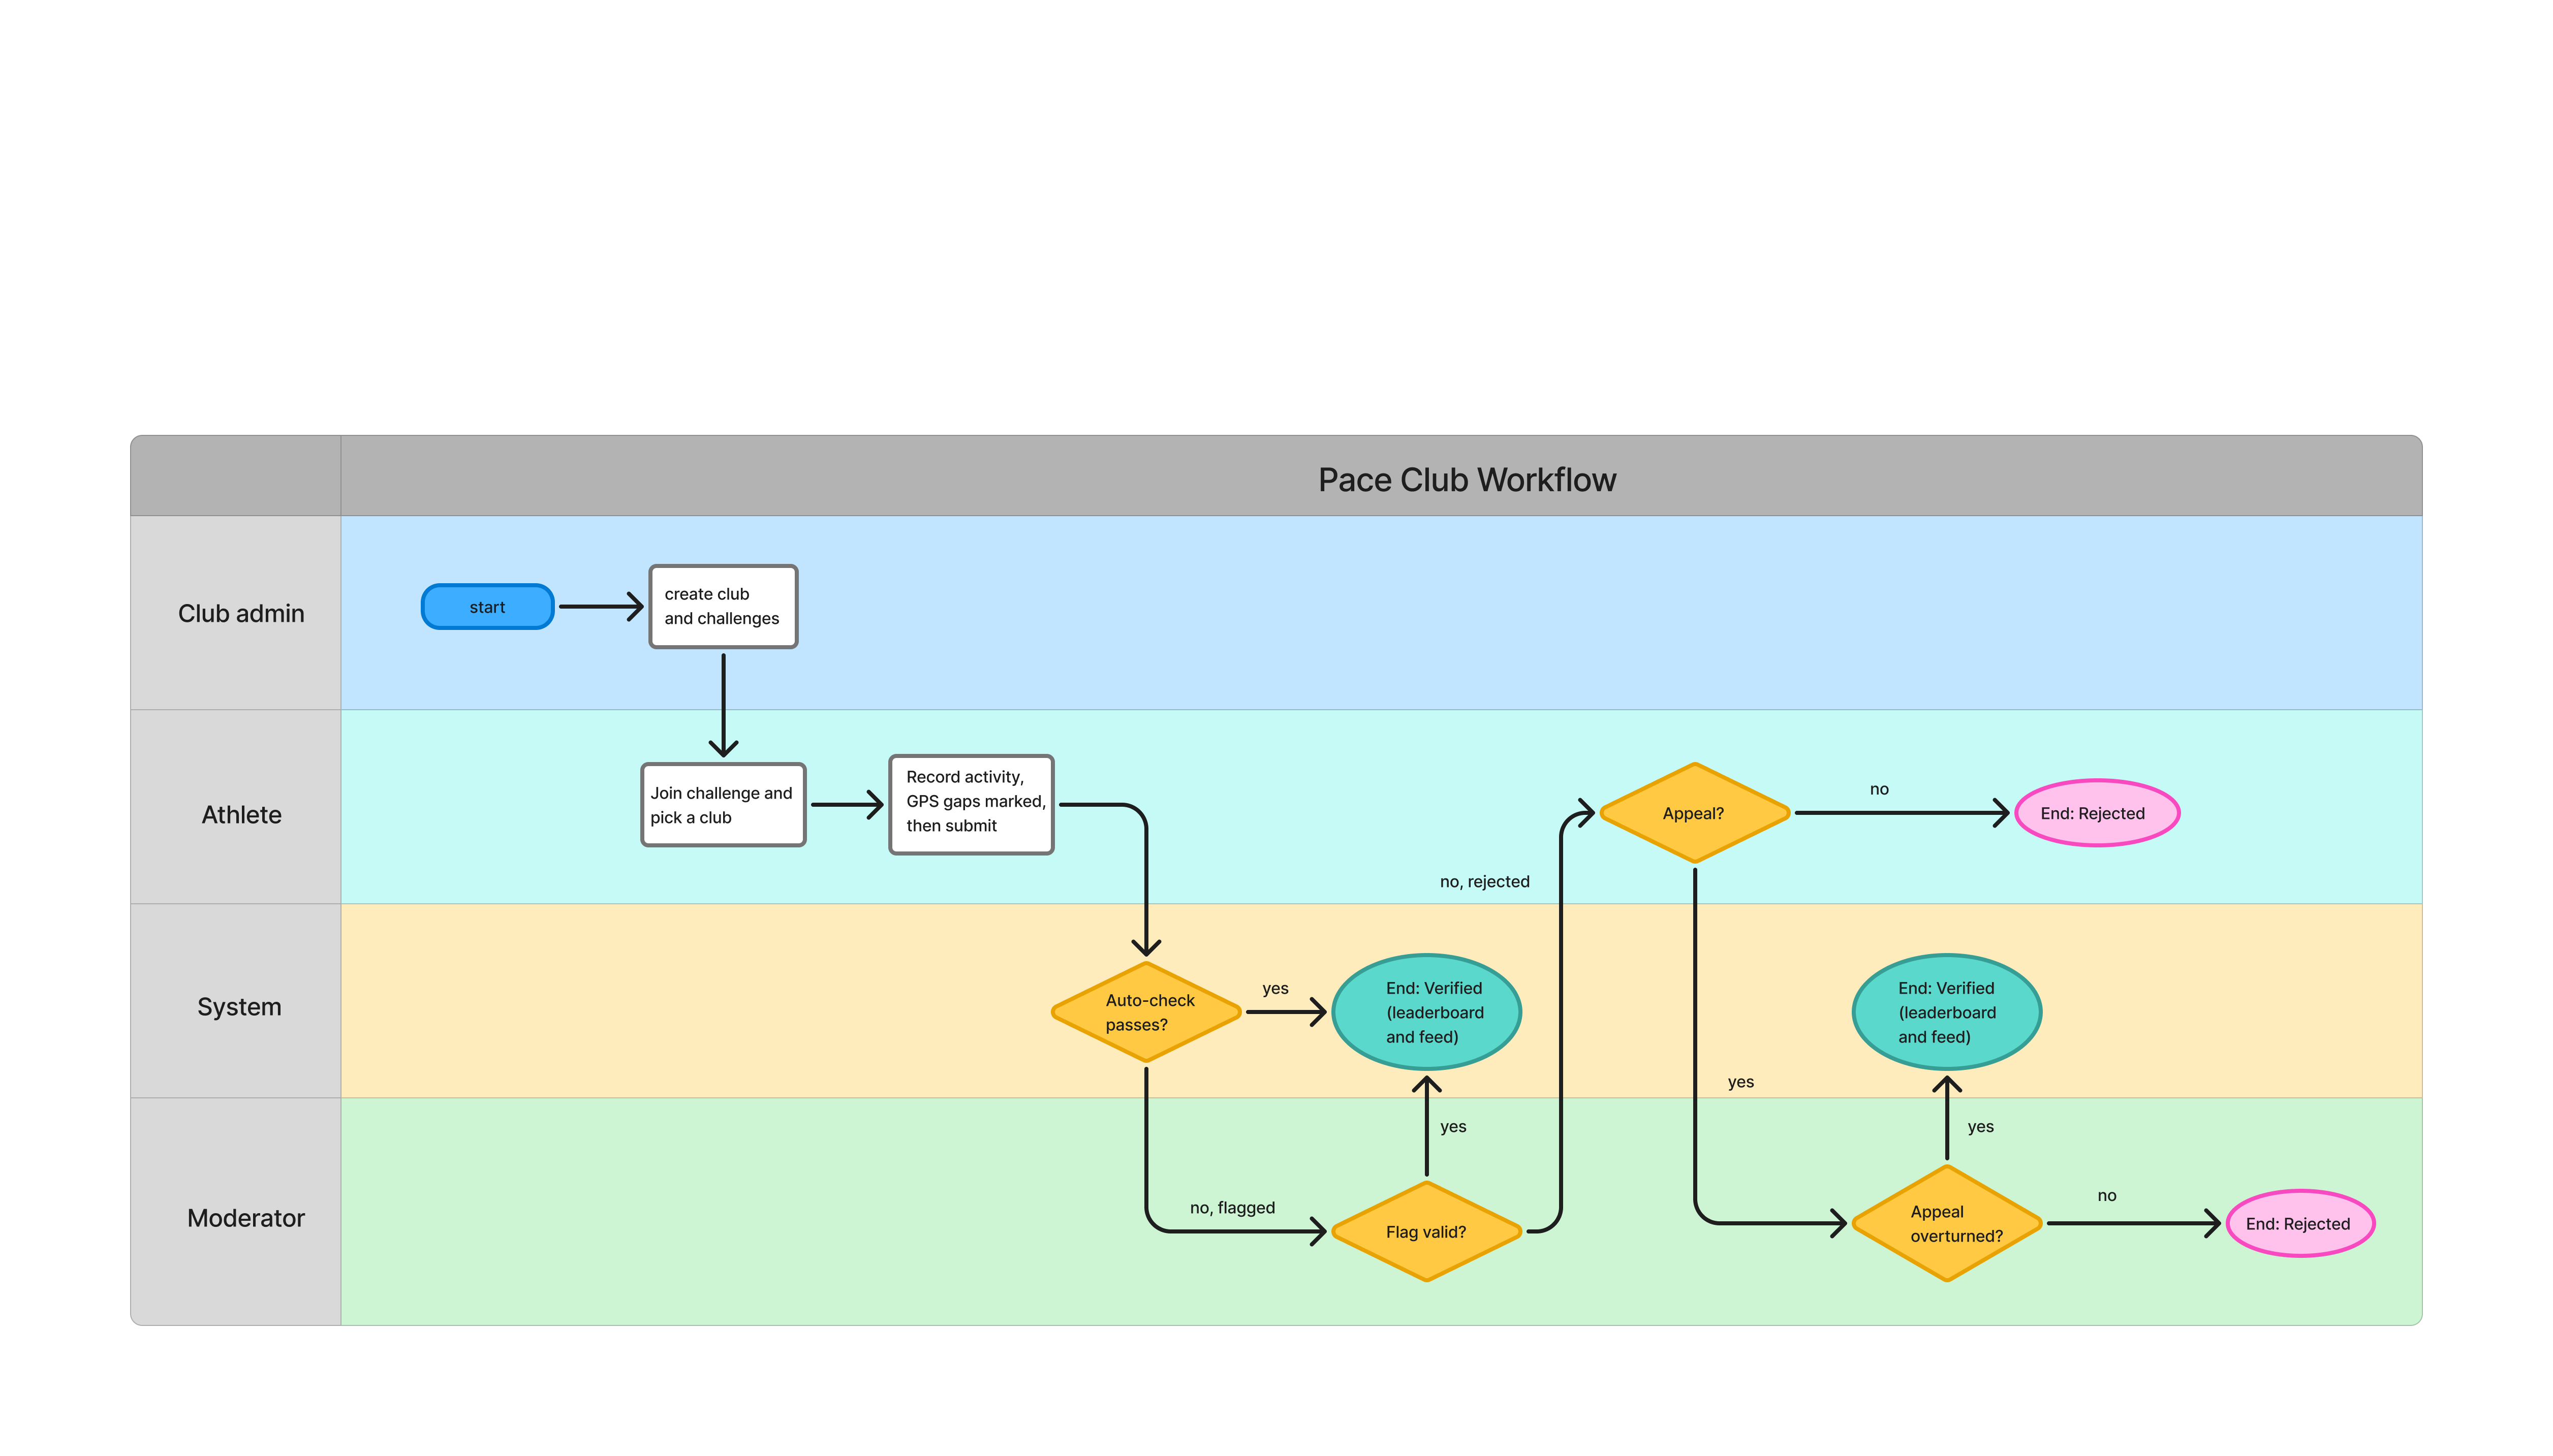 Pace Club Workflow
Club admin
start
create club
and challenges
Athlete
Join challenge and
pick a club
Record activity,
GPS gaps marked,
then submit
Appeal?
no
End: Rejected
no, rejected
System
Auto-check
passes?
yes
End: Verified
(leaderboard
and feed)
End: Verified
(leaderboard
and feed)
yes
Moderator
yes
yes
no, flagged
Flag valid?
Appeal
overturned?
no
End: Rejected